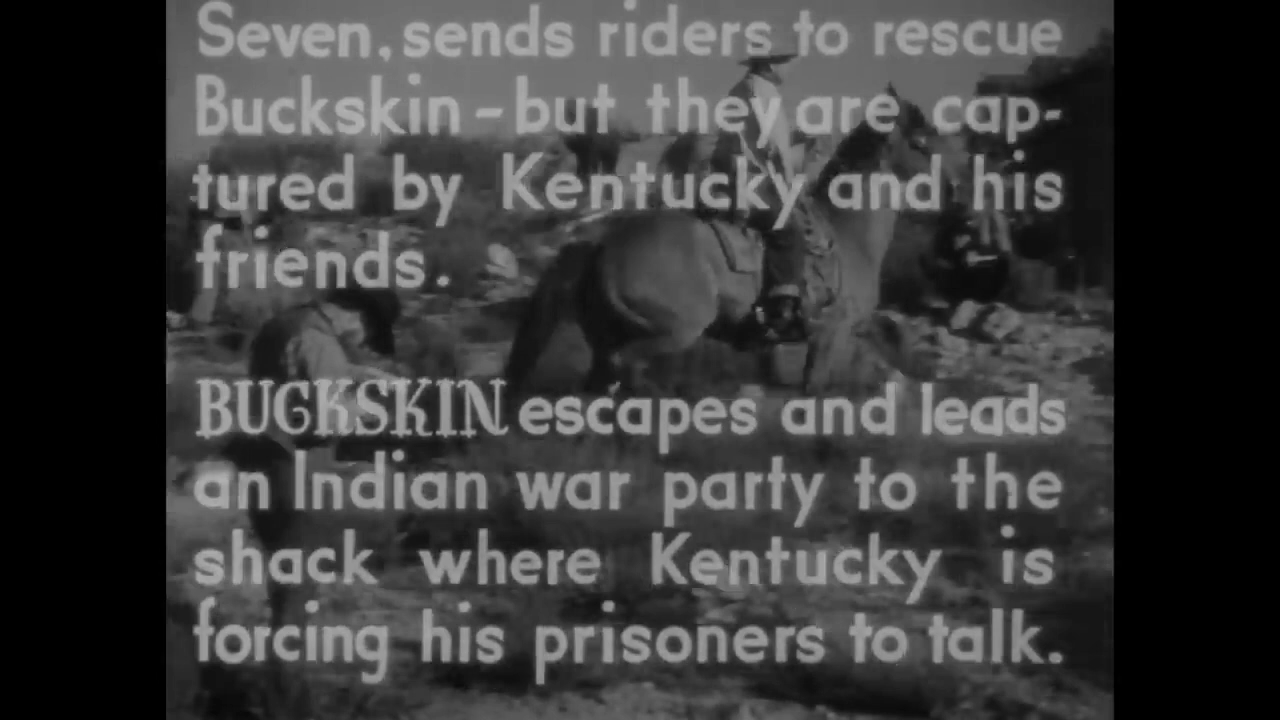 Seven, sends riders to rescue
Buckskin - but they are cap-
tured by Kentucky and his
friends.
BUCKSKIN escapes and leads
an Indian war party to the
shack where Kentucky is
forcing his prisoners to talk.